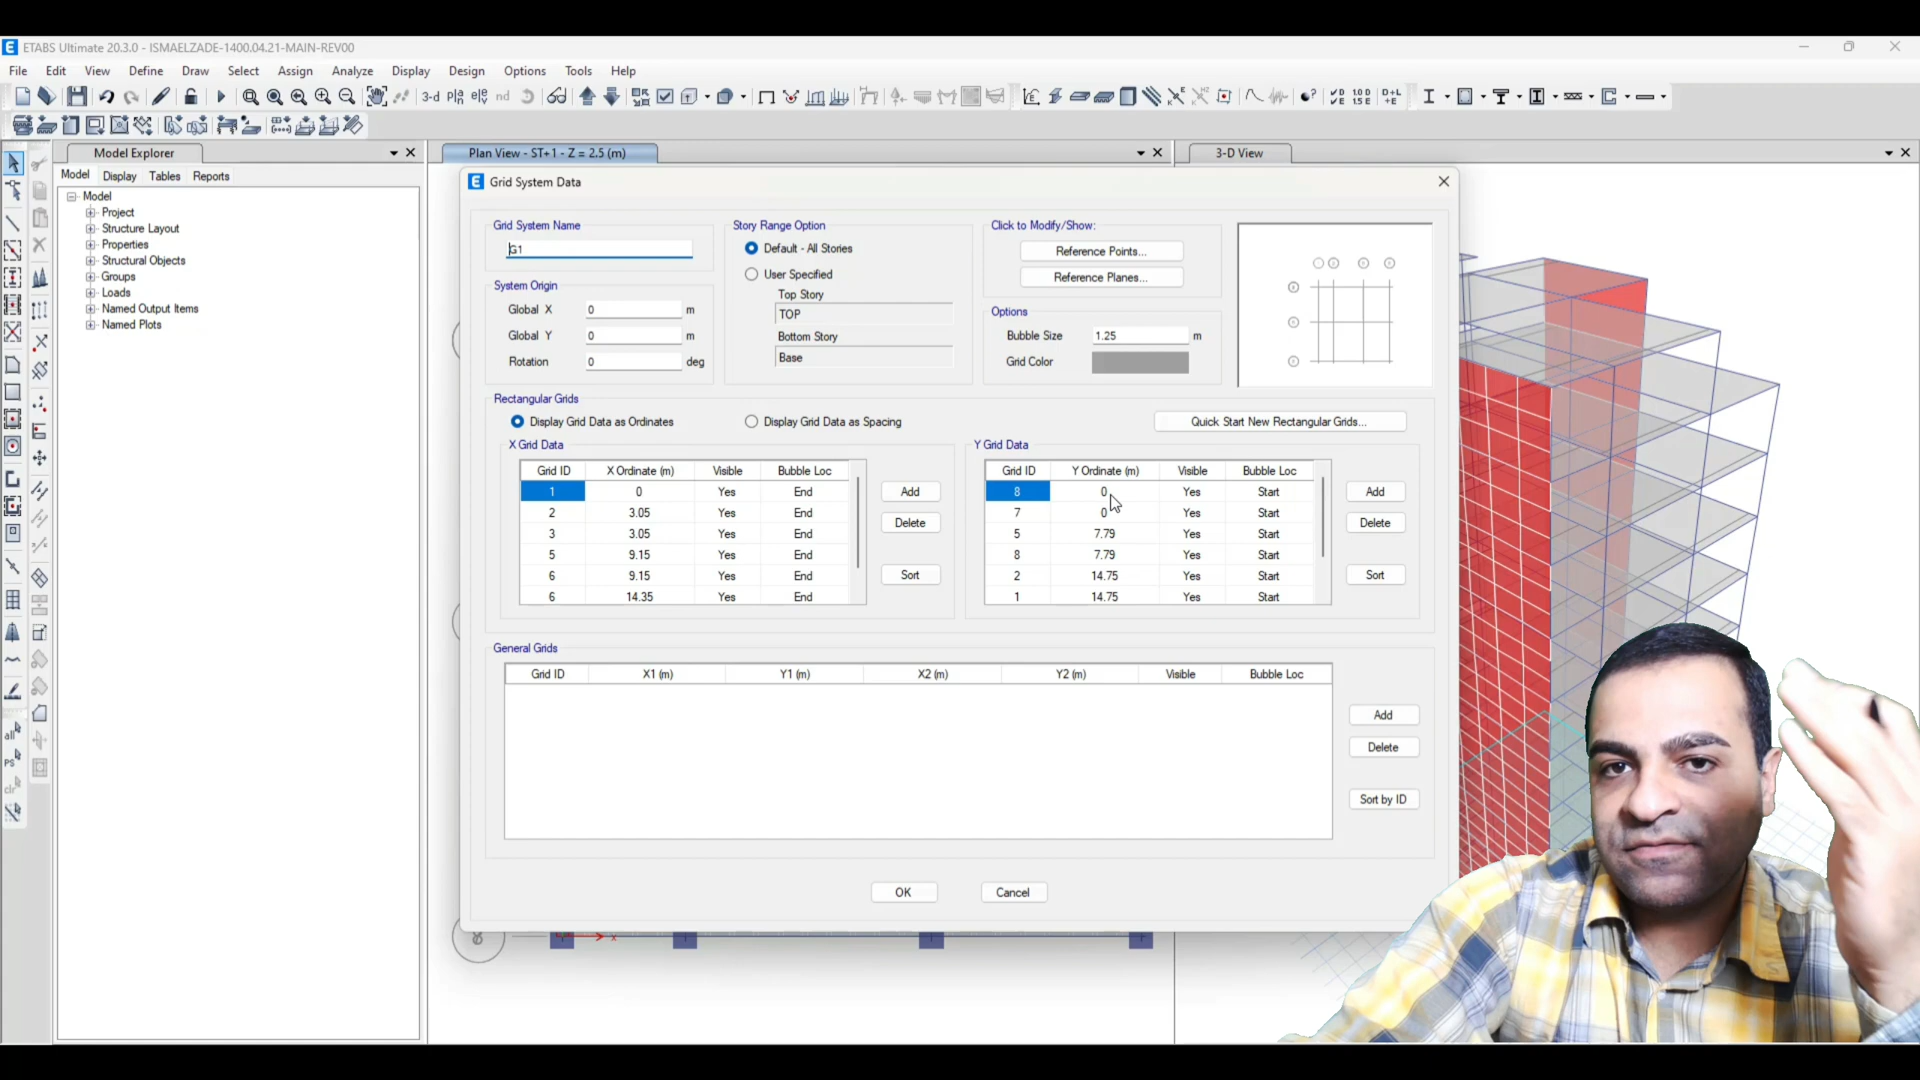 ETABS Ultimate 20.3.0 - ISMAELZADE-1400.04.21-MAIN-REV00
File Edit View Define Draw Select Assign Analyze Display Design Options Tools Help
3-d
nd
Model Explorer
Plan View - ST+1 - Z = 2.5 (m)
3-D View
Model Display Tables Reports
Model
Project
Structure Layout
Properties
Structural Objects
Groups
Loads
Named Output Items
Named Plots
all
PS
clr
Grid System Data
Grid System Name
G1
System Origin
Global X 0 m
Global Y 0 m
Rotation 0 deg
Story Range Option
Default - All Stories
User Specified
Top Story
TOP
Bottom Story
Base
Click to Modify/Show:
Reference Points...
Reference Planes...
Options
Bubble Size 1.25 m
Grid Color
Rectangular Grids
Display Grid Data as Ordinates
Display Grid Data as Spacing
Quick Start New Rectangular Grids...
X Grid Data
Grid ID X Ordinate (m) Visible Bubble Loc
1 0 Yes End
2 3.05 Yes End
3 3.05 Yes End
5 9.15 Yes End
6 9.15 Yes End
6 14.35 Yes End
Add
Delete
Sort
Y Grid Data
Grid ID Y Ordinate (m) Visible Bubble Loc
8 0 Yes Start
7 0 Yes Start
5 7.79 Yes Start
8 7.79 Yes Start
2 14.75 Yes Start
1 14.75 Yes Start
Add
Delete
Sort
General Grids
Grid ID X1 (m) Y1 (m) X2 (m) Y2 (m) Visible Bubble Loc
Add
Delete
Sort by ID
OK
Cancel
X